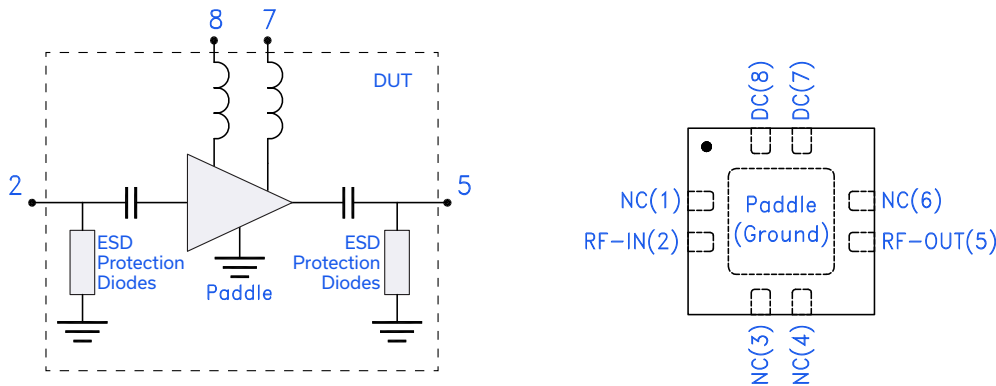 8
7
DUT
2
5
ESD
Protection
Diodes
ESD
Protection
Diodes
Paddle
DC(8)
DC(7)
NC(1)
NC(6)
Paddle
(Ground)
RF-IN(2)
RF-OUT(5)
NC(3)
NC(4)